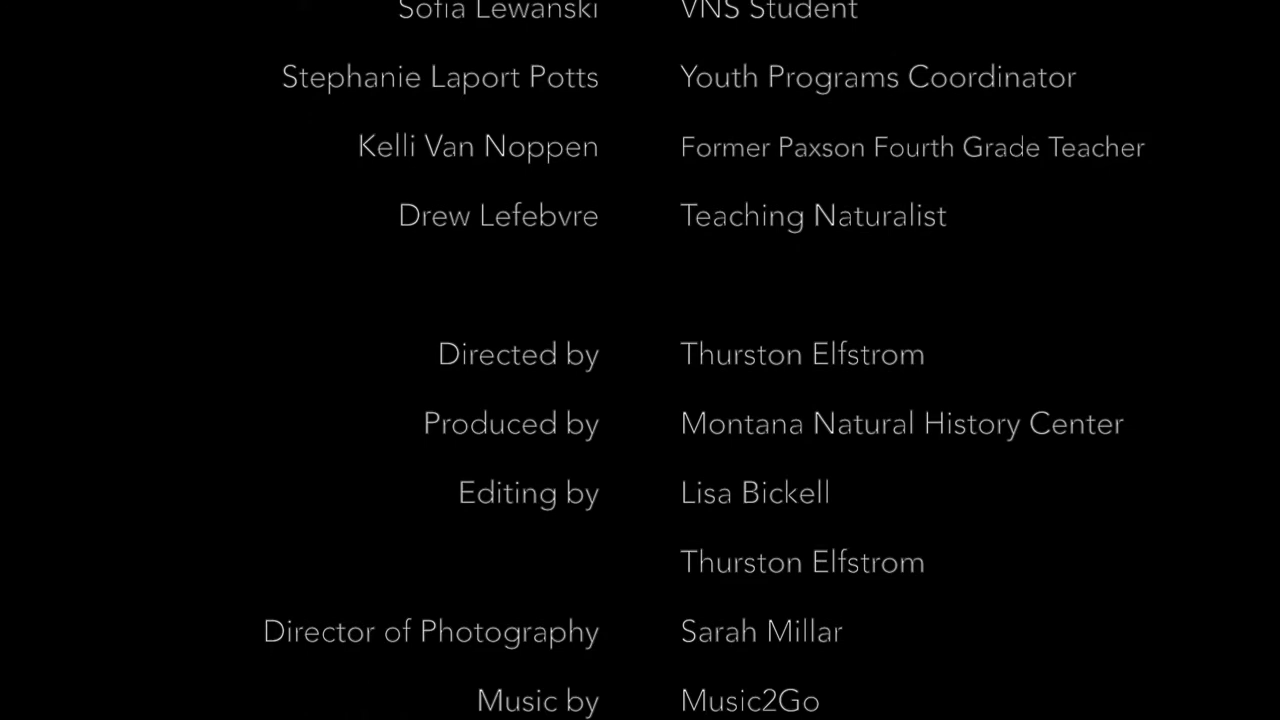 Sofia Lewanski VNS Student
Stephanie Laport Potts Youth Programs Coordinator
Kelli Van Noppen Former Paxson Fourth Grade Teacher
Drew Lefebvre Teaching Naturalist
Directed by Thurston Elfstrom
Produced by Montana Natural History Center
Editing by Lisa Bickell
Thurston Elfstrom
Director of Photography Sarah Millar
Music by Music2Go